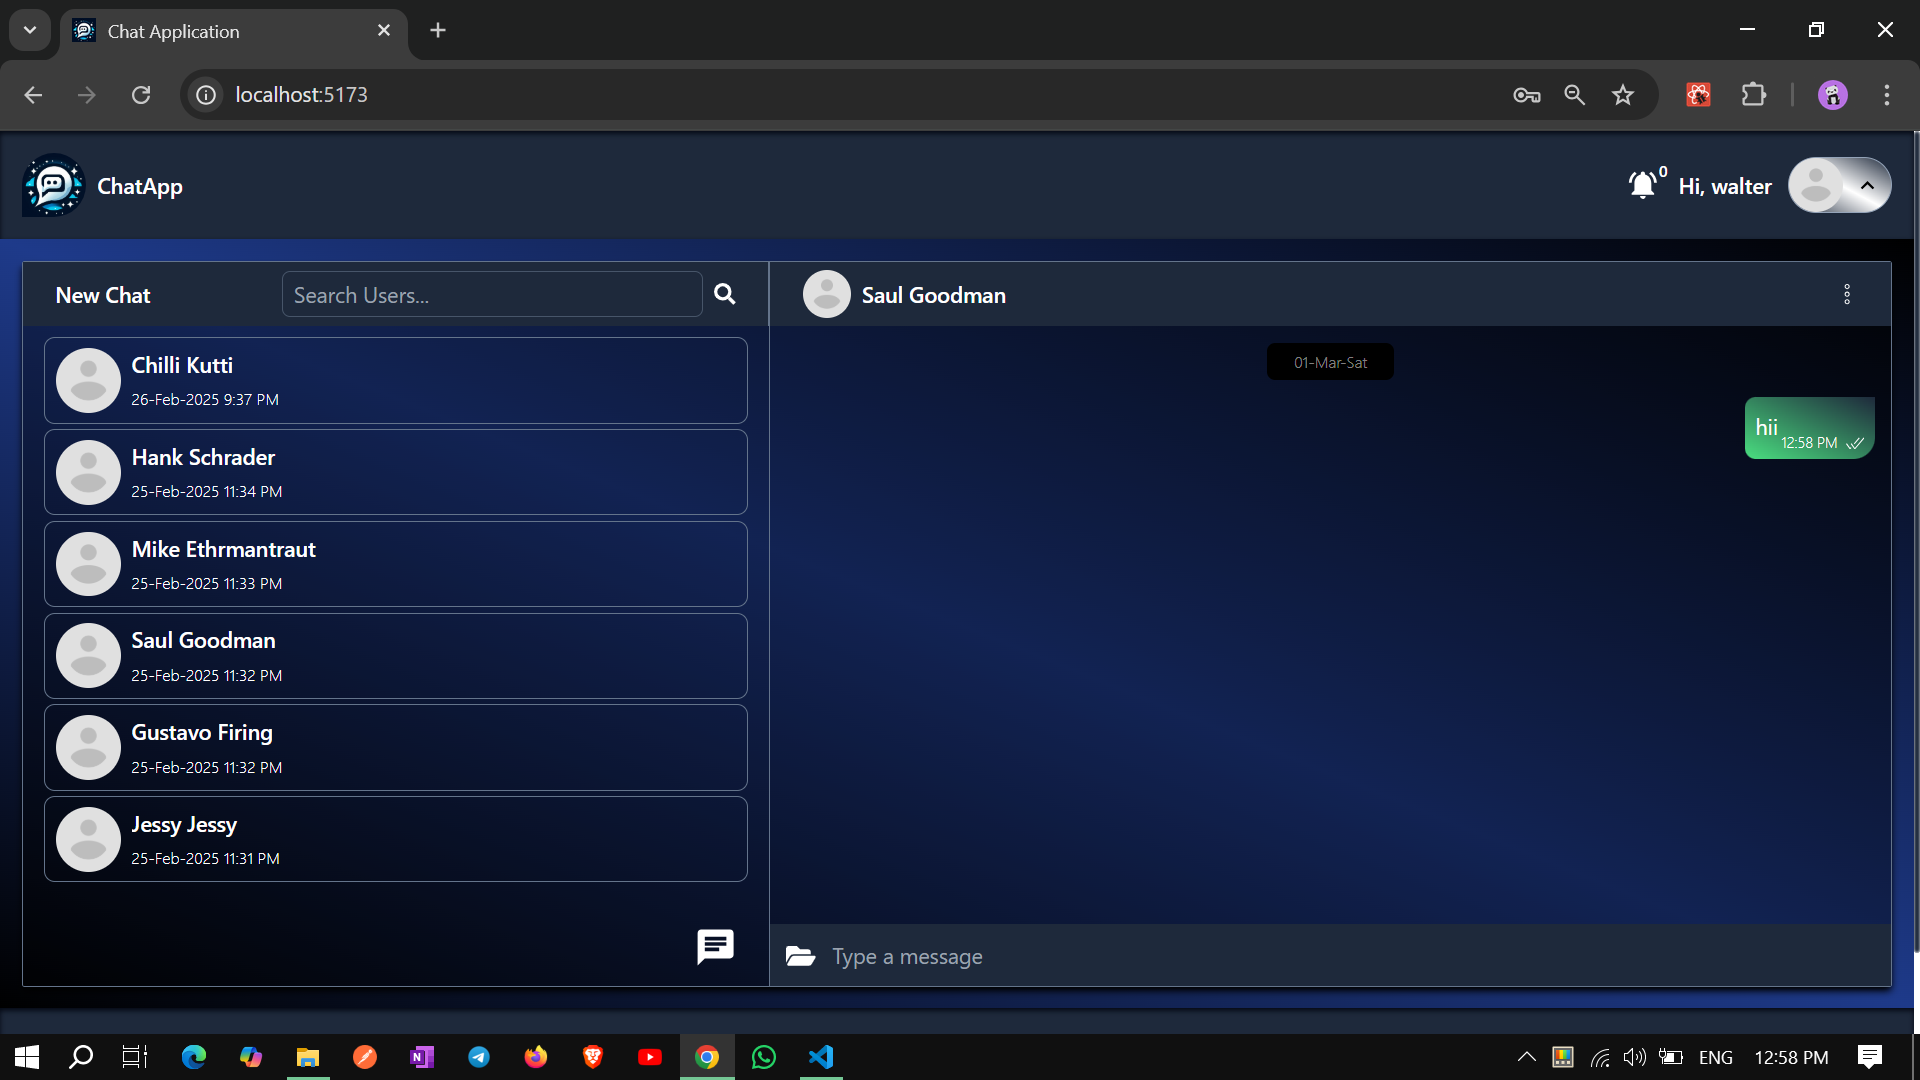 Chat Application
localhost:5173
ChatApp
0
Hi, walter
New Chat
Search Users...
Saul Goodman
Chilli Kutti
26-Feb-2025 9:37 PM
Hank Schrader
25-Feb-2025 11:34 PM
Mike Ethrmantraut
25-Feb-2025 11:33 PM
Saul Goodman
25-Feb-2025 11:32 PM
Gustavo Firing
25-Feb-2025 11:32 PM
Jessy Jessy
25-Feb-2025 11:31 PM
01-Mar-Sat
hii
12:58 PM
Type a message
N
ENG
12:58 PM